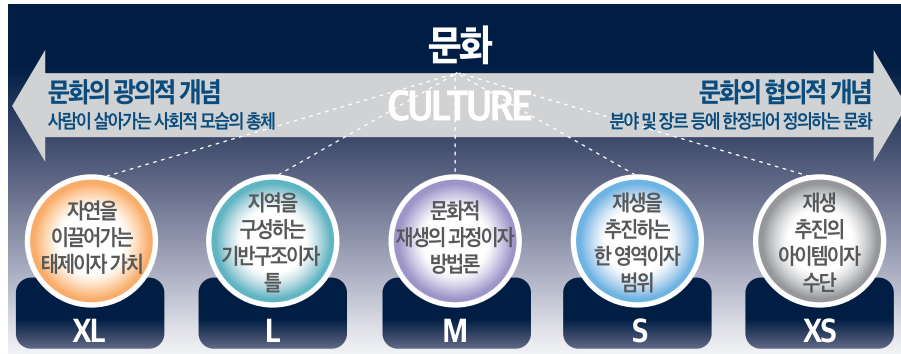 문화
문화의 광의적 개념
사람이 살아가는 사회적 모습의 총체
CULTURE
문화의 협의적 개념
분야 및 장르 등에 한정되어 정의하는 문화
자연을
이끌어가는
태제이자 가치
XL
지역을
구성하는
기반구조이자
틀
L
문화적
재생의 과정이자
방법론
M
재생을
추진하는
한 영역이자
범위
S
재생
추진의
아이템이자
수단
XS